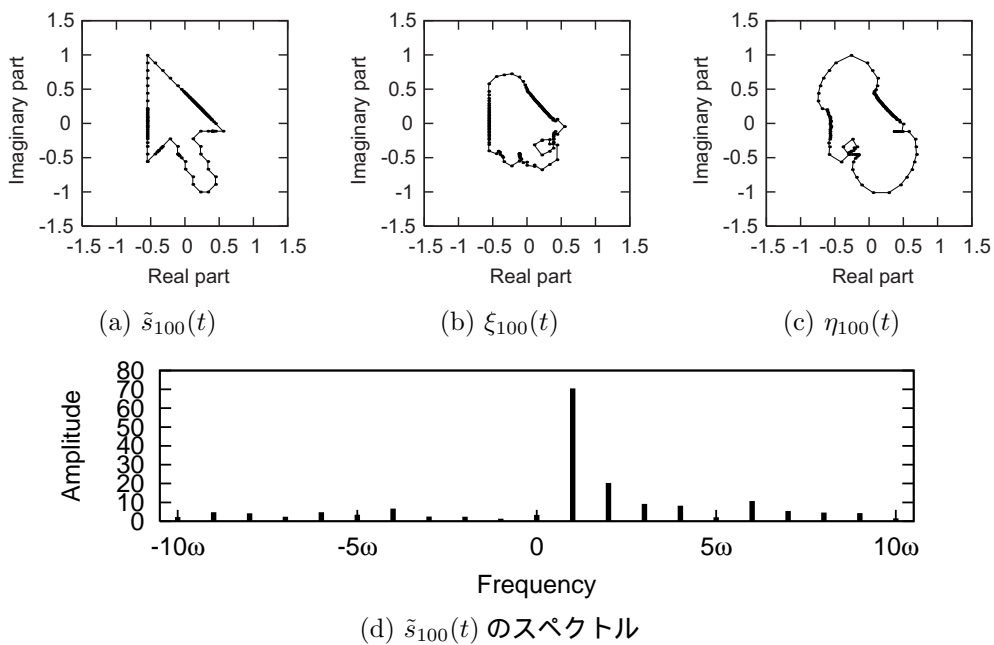 1.5
1
0.5
0
-0.5
-1
-1.5
Imaginary part
-1.5 -1 -0.5 0 0.5 1 1.5
Real part
(a) s̃₁₀₀(t)
1.5
1
0.5
0
-0.5
-1
-1.5
Imaginary part
-1.5 -1 -0.5 0 0.5 1 1.5
Real part
(b) ξ₁₀₀(t)
1.5
1
0.5
0
-0.5
-1
-1.5
Imaginary part
-1.5 -1 -0.5 0 0.5 1 1.5
Real part
(c) η₁₀₀(t)
80
70
60
50
40
30
20
10
0
Amplitude
-10ω -5ω 0 5ω 10ω
Frequency
(d) s̃₁₀₀(t) のスペクトル